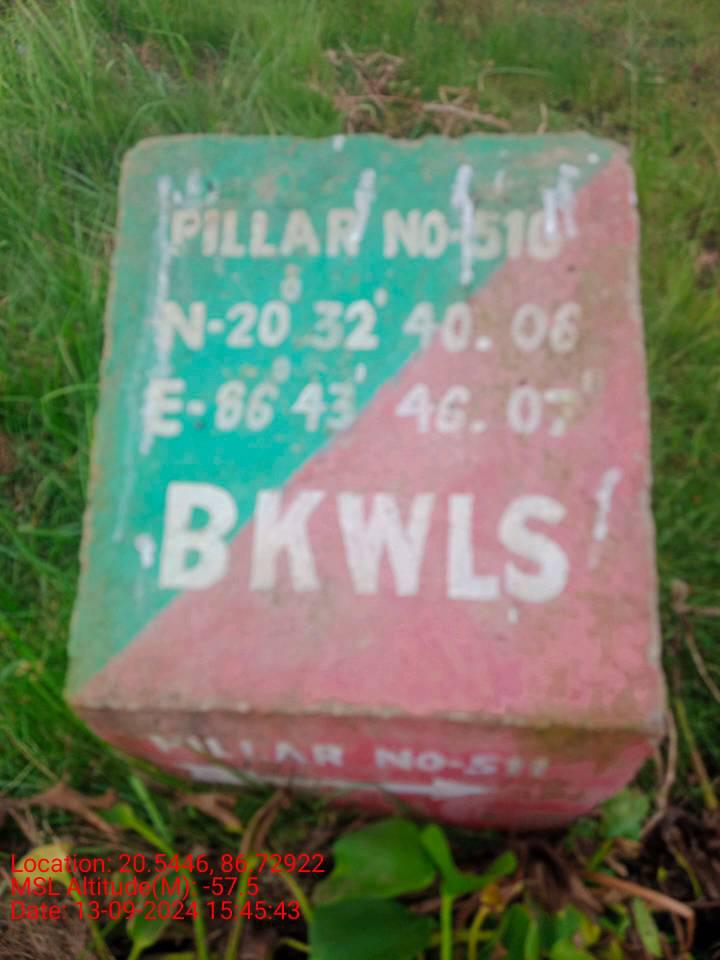 PILLAR NO-510
N-20° 32' 40. 06
E-86° 43' 46. 07"
BKWLS
PILLAR NO-511
Location: 20.5446, 86.72922
MSL Altitude(M): -57.5
Date: 13-09-2024 15:45:43